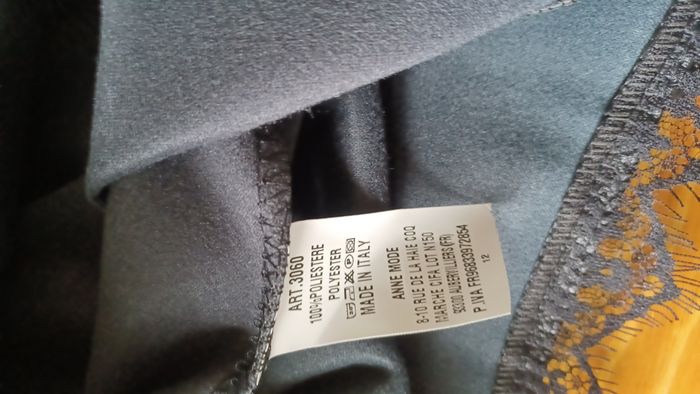 ART.3060
100%POLIESTERE
POLYESTER
MADE IN ITALY
ANNE MODE
8-10 RUE DE LA HAIE COQ
MARCHE CIFA LOT N150
93300 AUBERVILLIERS(FR)
P.IVA FR96833972854
12